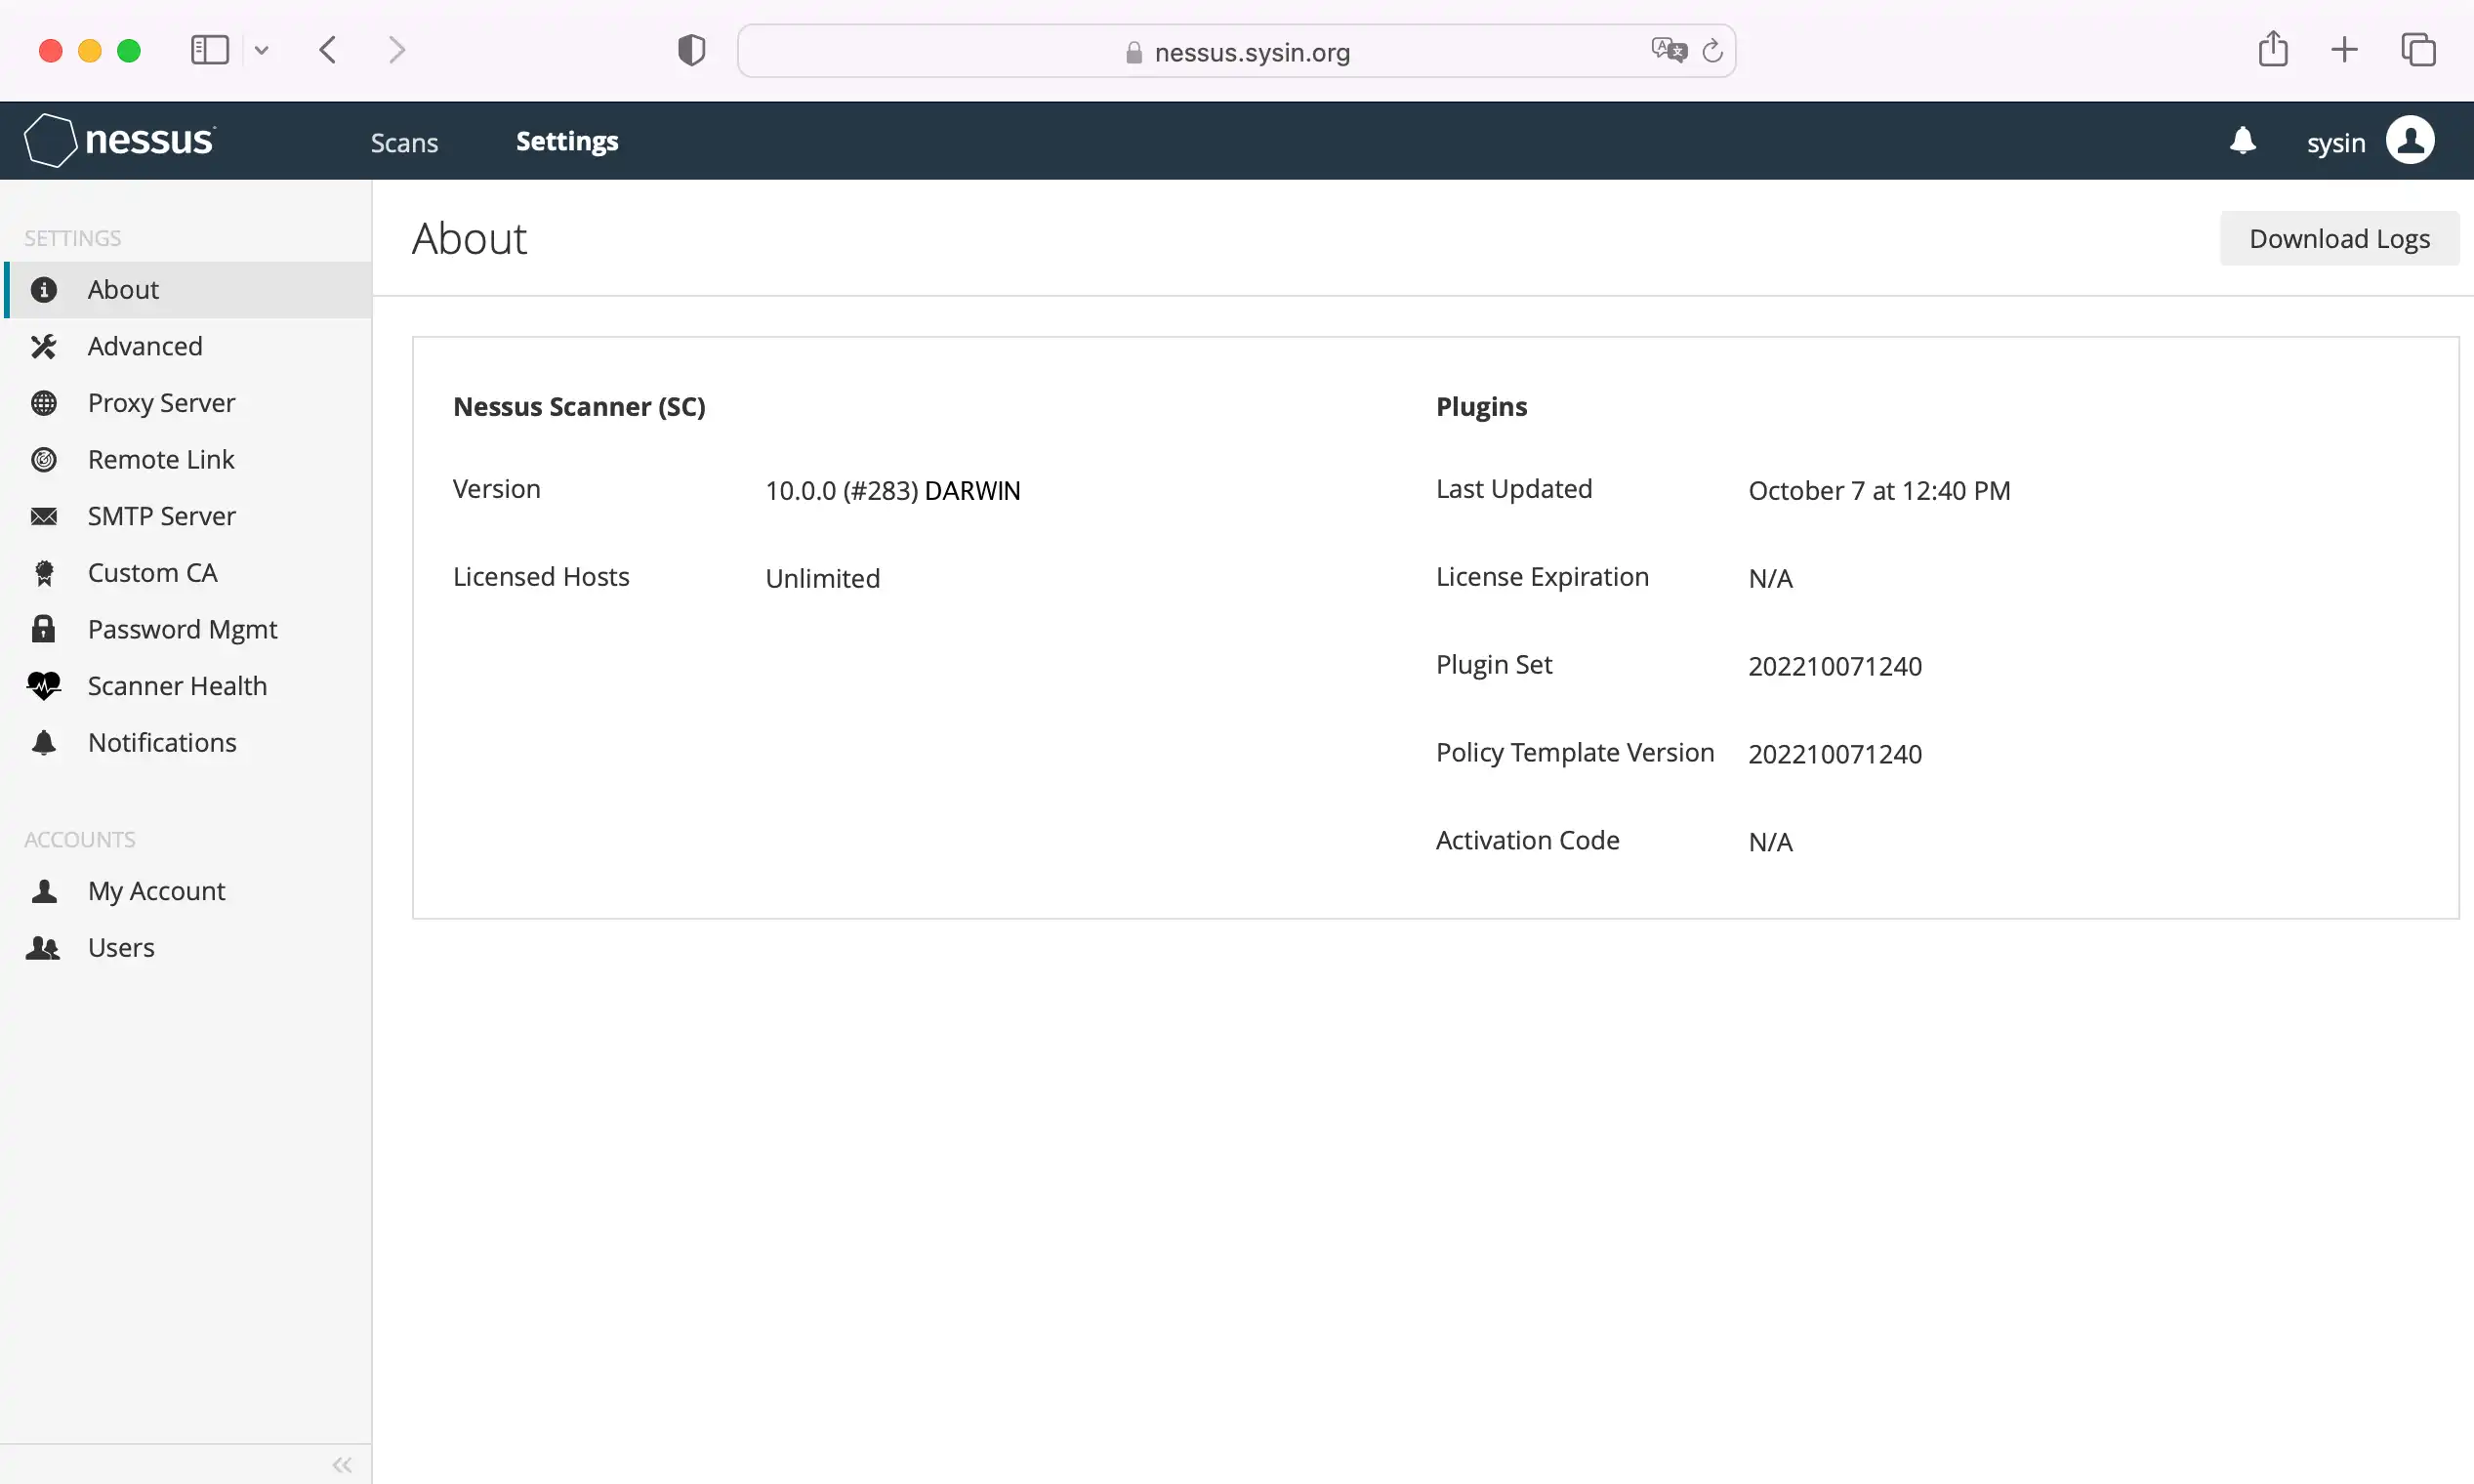 nessus.sysin.org
nessus
Scans
Settings
sysin
SETTINGS
About
Advanced
Proxy Server
Remote Link
SMTP Server
Custom CA
Password Mgmt
Scanner Health
Notifications
ACCOUNTS
My Account
Users
About
Download Logs
Nessus Scanner (SC)
Version 10.0.0 (#283) DARWIN
Licensed Hosts Unlimited
Plugins
Last Updated October 7 at 12:40 PM
License Expiration N/A
Plugin Set 202210071240
Policy Template Version 202210071240
Activation Code N/A